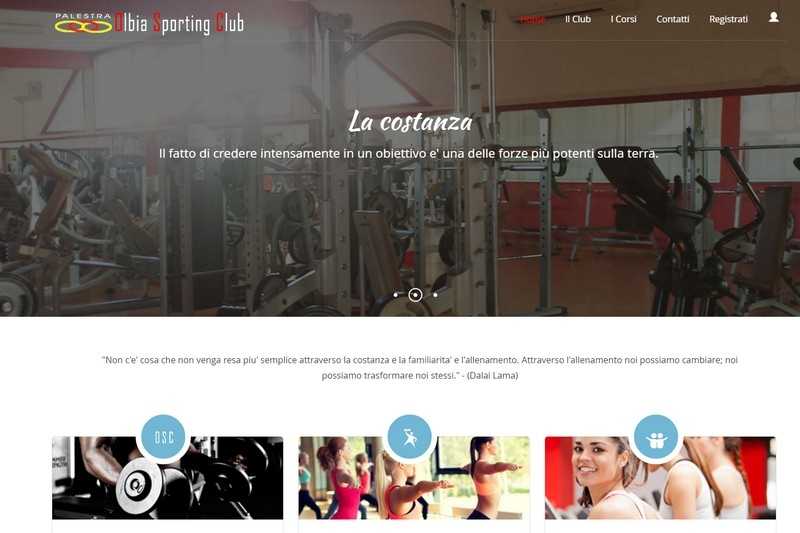 PALESTRA
Olbia Sporting Club
Home
Il Club
I Corsi
Contatti
Registrati
La costanza
Il fatto di credere intensamente in un obiettivo e' una delle forze più potenti sulla terra.
"Non c'e' cosa che non venga resa piu' semplice attraverso la costanza e la familiarita' e l'allenamento. Attraverso l'allenamento noi possiamo cambiare; noi
possiamo trasformare noi stessi." - (Dalai Lama)
OSC